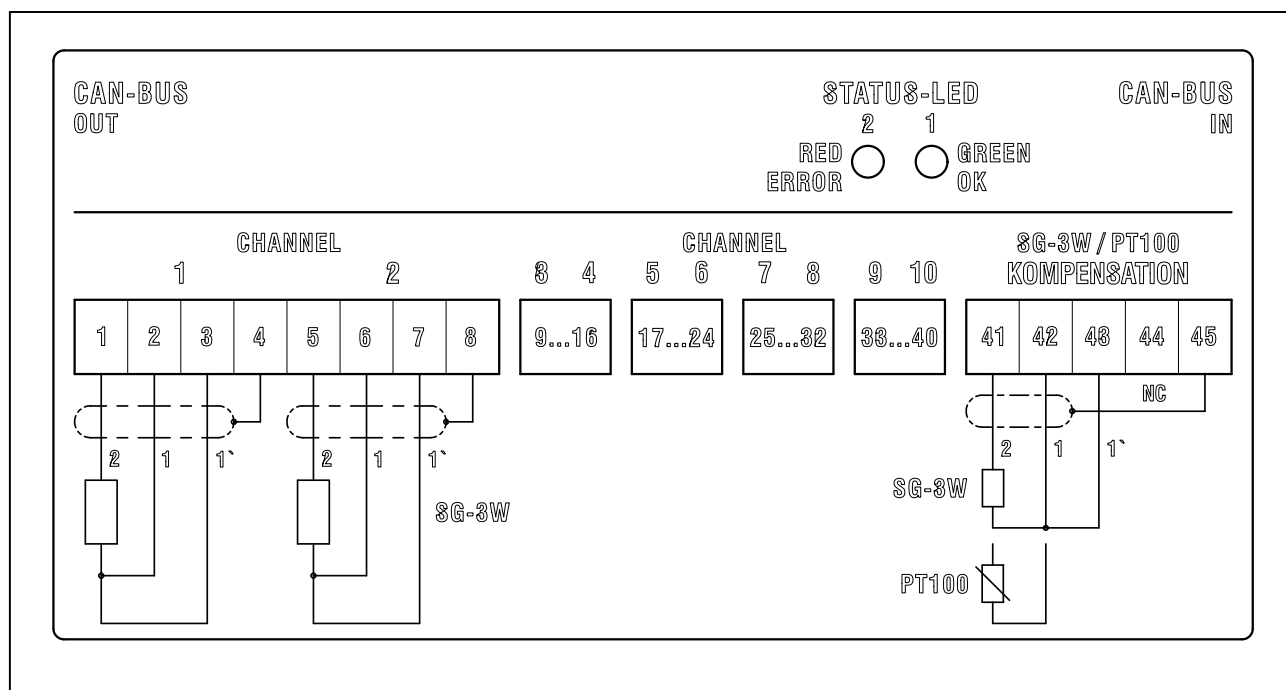 CAN-BUS
OUT
STATUS-LED
2 1
RED
ERROR
GREEN
OK
CAN-BUS
IN
CHANNEL
1 2
3 4
CHANNEL
5 6 7 8
9 10
SG-3W / PT100
KOMPENSATION
1 2 3 4 5 6 7 8
9...16
17...24
25...32
33...40
41 42 43 44 45
NC
2 1 1`
2 1 1`
2 1 1`
SG-3W
SG-3W
PT100